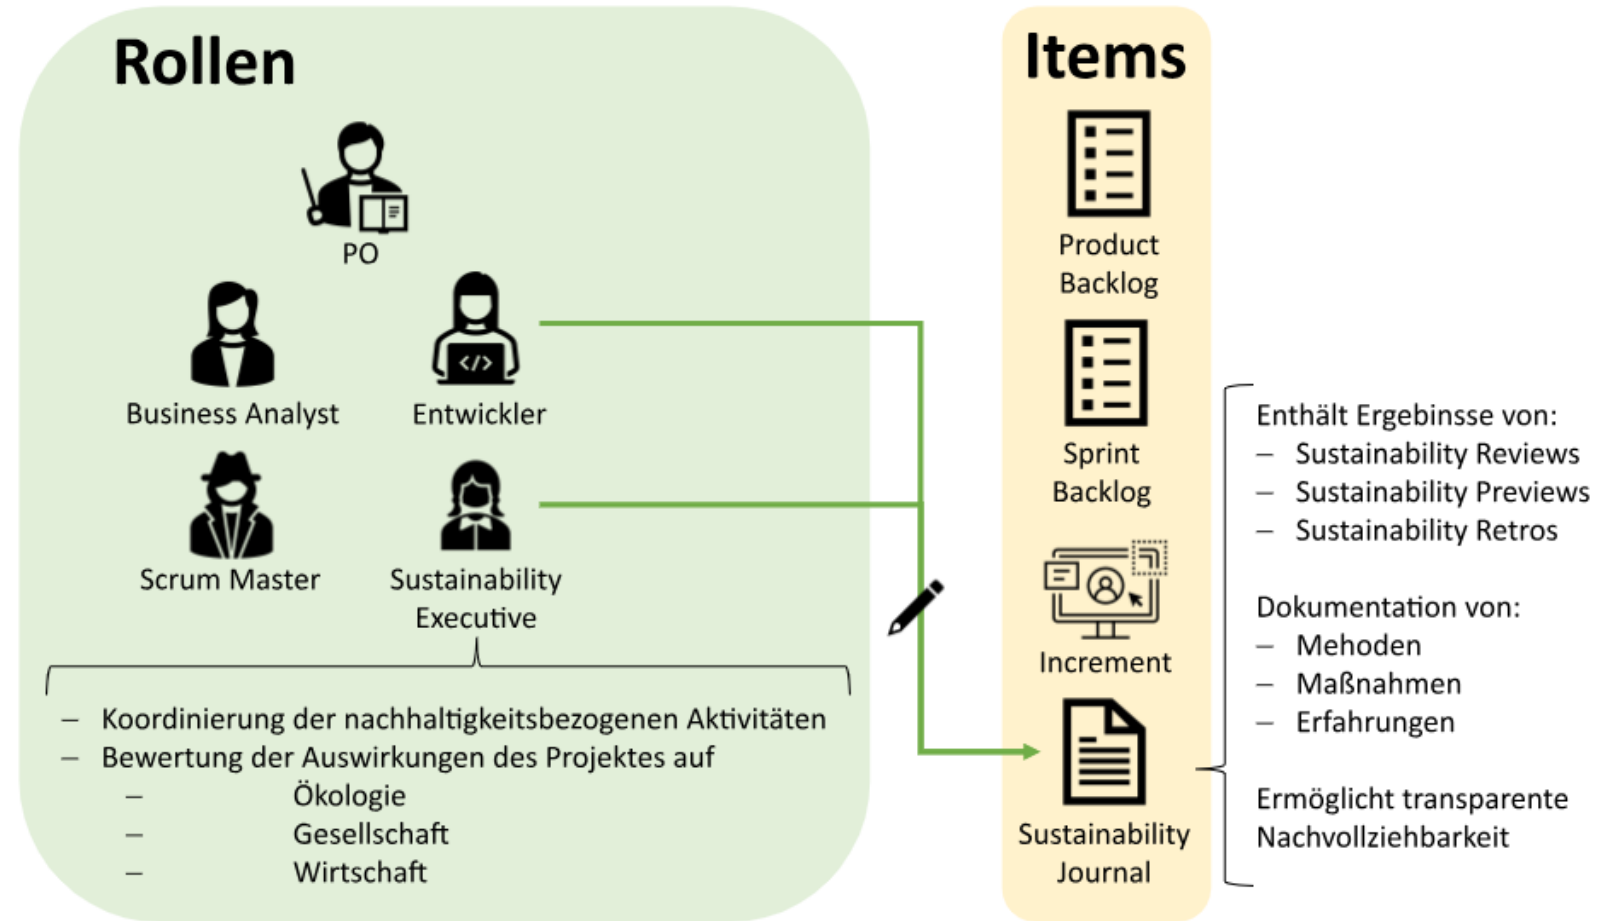 Rollen
PO
Business Analyst
Entwickler
</>
Scrum Master
Sustainability
Executive
– Koordinierung der nachhaltigkeitsbezogenen Aktivitäten
– Bewertung der Auswirkungen des Projektes auf
– Ökologie
– Gesellschaft
– Wirtschaft
Items
Product
Backlog
Sprint
Backlog
Increment
Sustainability
Journal
Enthält Ergebinsse von:
– Sustainability Reviews
– Sustainability Previews
– Sustainability Retros
Dokumentation von:
– Mehoden
– Maßnahmen
– Erfahrungen
Ermöglicht transparente
Nachvollziehbarkeit